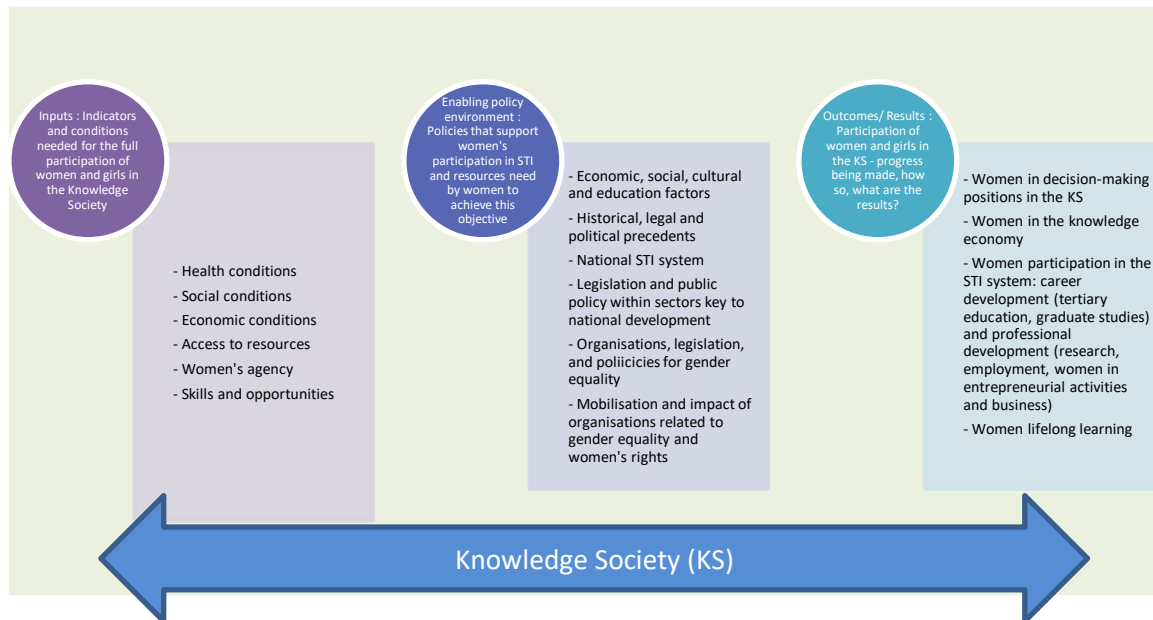 Inputs : Indicators
and conditions
needed for the full
participation of
women and girls in
the Knowledge
Society
- Health conditions
- Social conditions
- Economic conditions
- Access to resources
- Women's agency
- Skills and opportunities
Enabling policy
environment :
Policies that support
women's
participation in STI
and resources need
by women to
achieve this
objective
- Economic, social, cultural
and education factors
- Historical, legal and
political precedents
- National STI system
- Legislation and public
policy within sectors key to
national development
- Organisations, legislation,
and poliicicies for gender
equality
- Mobilisation and impact of
organisations related to
gender equality and
women's rights
Outcomes/ Results :
Participation of
women and girls in
the KS - progress
being made, how
so, what are the
results?
- Women in decision-making
positions in the KS
- Women in the knowledge
economy
- Women participation in the
STI system: career
development (tertiary
education, graduate studies)
and professional
development (research,
employment, women in
entrepreneurial activities
and business)
- Women lifelong learning
Knowledge Society (KS)